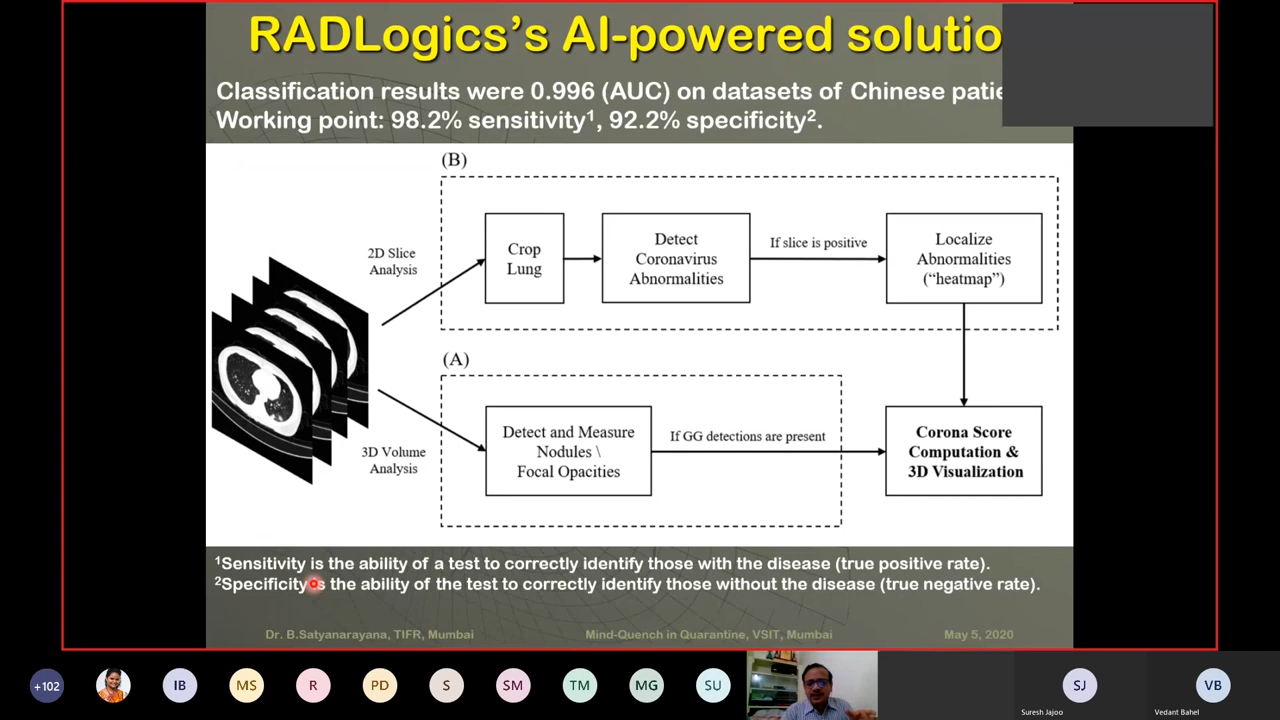 RADLogics's AI-powered solutio
Classification results were 0.996 (AUC) on datasets of Chinese patie
Working point: 98.2% sensitivity¹, 92.2% specificity².
(B)
2D Slice
Analysis
Crop
Lung
Detect
Coronavirus
Abnormalities
If slice is positive
Localize
Abnormalities
("heatmap")
(A)
3D Volume
Analysis
Detect and Measure
Nodules \
Focal Opacities
If GG detections are present
Corona Score
Computation &
3D Visualization
¹Sensitivity is the ability of a test to correctly identify those with the disease (true positive rate).
²Specificity is the ability of the test to correctly identify those without the disease (true negative rate).
Dr. B.Satyanarayana, TIFR, Mumbai
Mind-Quench in Quarantine, VSIT, Mumbai
May 5, 2020
+102
IB
MS
R
PD
S
SM
TM
MG
SU
SJ
Suresh Jajoo
VB
Vedant Bahel